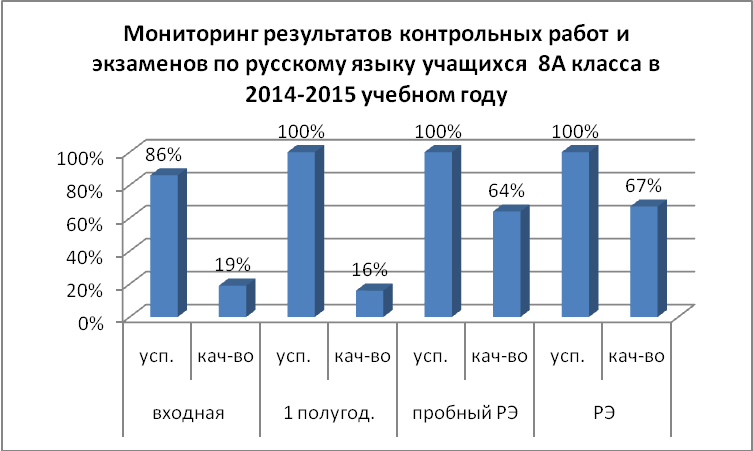 Мониторинг результатов контрольных работ и
экзаменов по русскому языку учащихся 8А класса в
2014-2015 учебном году
100% 100% 100%
100% 86%
80% 64% 67%
60%
40%
20% 19% 16%
0%
усп. кач-во усп. кач-во усп. кач-во усп. кач-во
входная 1 полугод. пробный РЭ РЭ